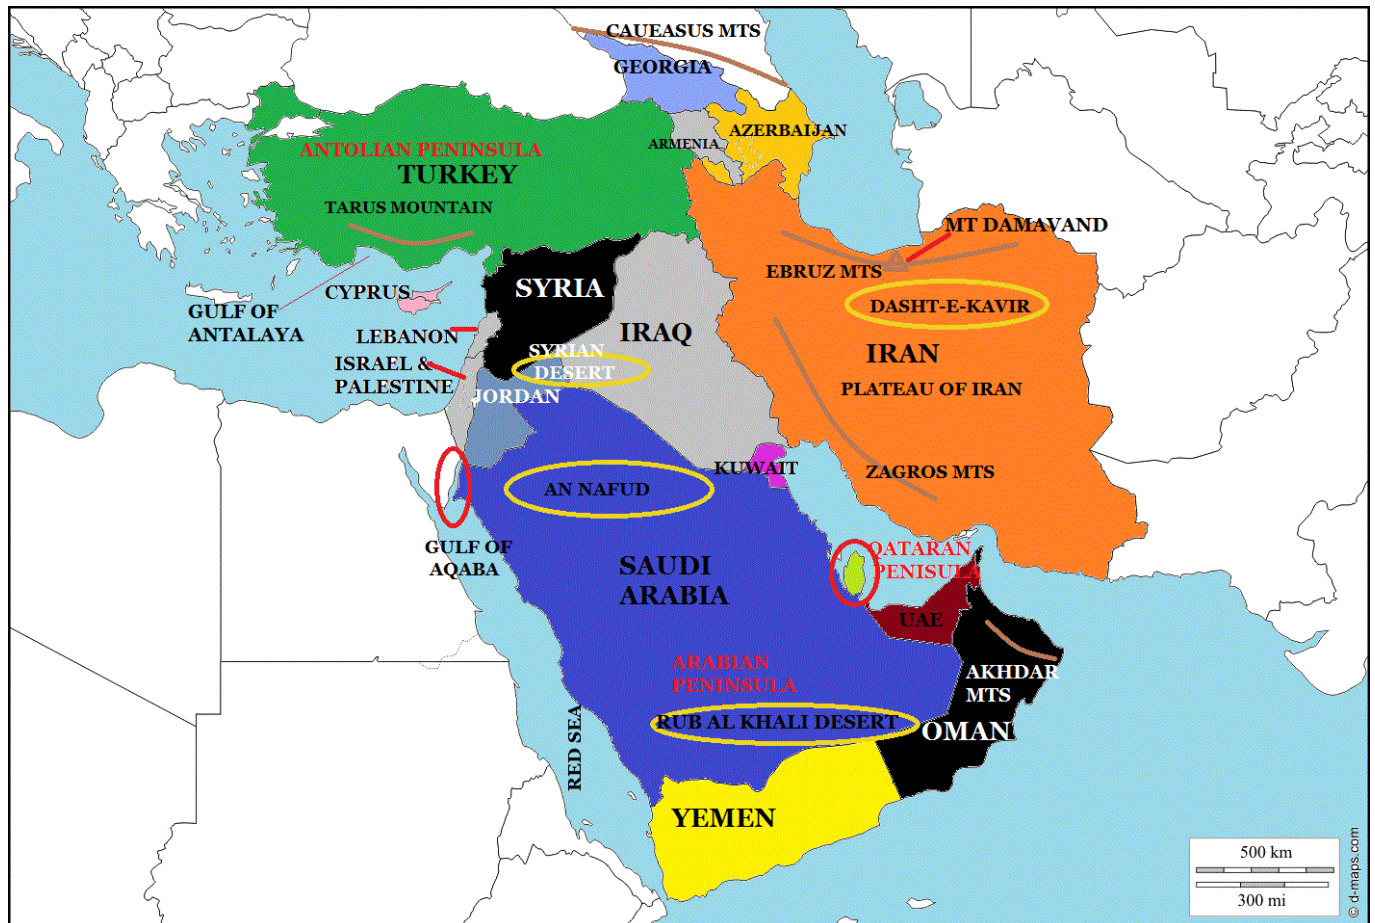 CAUEASUS MTS
GEORGIA
AZERBAIJAN
ARMENIA
ANTOLIAN PENINSULA
TURKEY
TARUS MOUNTAIN
MT DAMAVAND
EBRUZ MTS
DASHT-E-KAVIR
SYRIA
CYPRUS
GULF OF
ANTALAYA
LEBANON
IRAQ
ISRAEL &
PALESTINE
SYRIAN
DESERT
JORDAN
IRAN
PLATEAU OF IRAN
KUWAIT
ZAGROS MTS
AN NAFUD
GULF OF
AQABA
SAUDI
ARABIA
QATARAN
PENISULA
UAE
ARABIAN
PENINSULA
AKHDAR
MTS
RUB AL KHALI DESERT
OMAN
RED SEA
YEMEN
500 km
300 mi
© d-maps.com